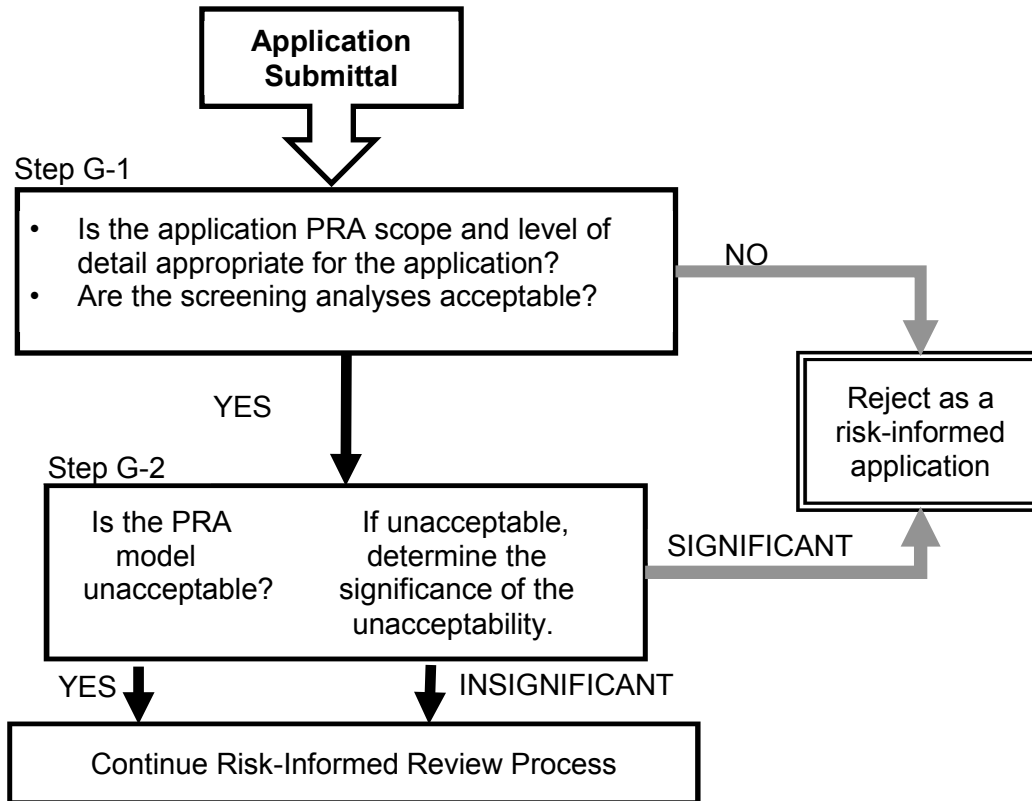 Application
Submittal
Step G-1
• Is the application PRA scope and level of
detail appropriate for the application?
• Are the screening analyses acceptable?
NO
YES
Reject as a
risk-informed
application
Step G-2
Is the PRA
model
unacceptable?
If unacceptable,
determine the
significance of the
unacceptability.
SIGNIFICANT
YES
INSIGNIFICANT
Continue Risk-Informed Review Process